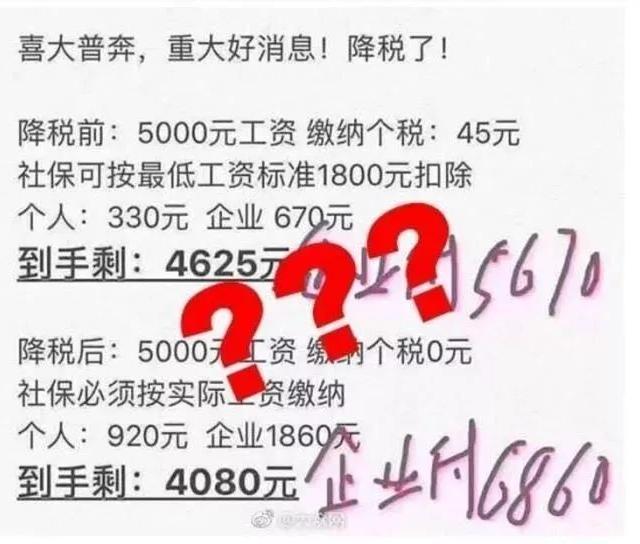 喜大普奔，重大好消息！降税了！
降税前：5000元工资 缴纳个税：45元
社保可按最低工资标准1800元扣除
个人：330元 企业 670元
到手剩：4625元 企业付5670
???
降税后：5000元工资 缴纳个税0元
社保必须按实际工资缴纳
个人：920元 企业1860元
到手剩：4080元 企业付6860